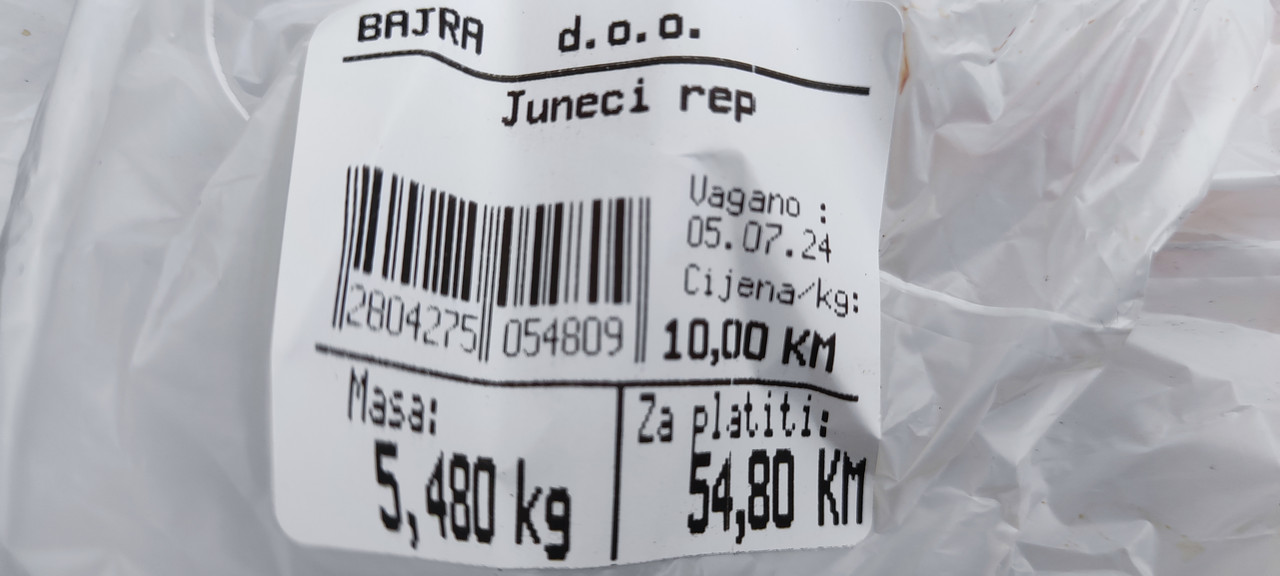 BAJRA d.o.o.
Juneci rep
Vagano :
05.07.24
Cijena/kg:
10,00 KM
2804275 054809
Masa:
5,480 kg
Za platiti:
54,80 KM